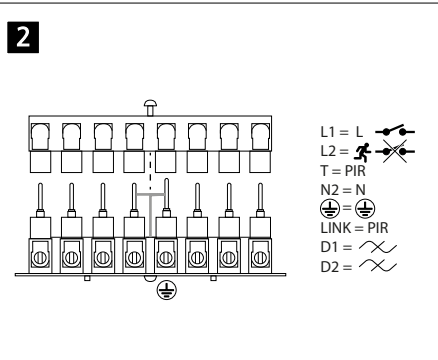 2
L1 = L
L2 =
T = PIR
N2 = N
⏚ = ⏚
LINK = PIR
D1 =
D2 =